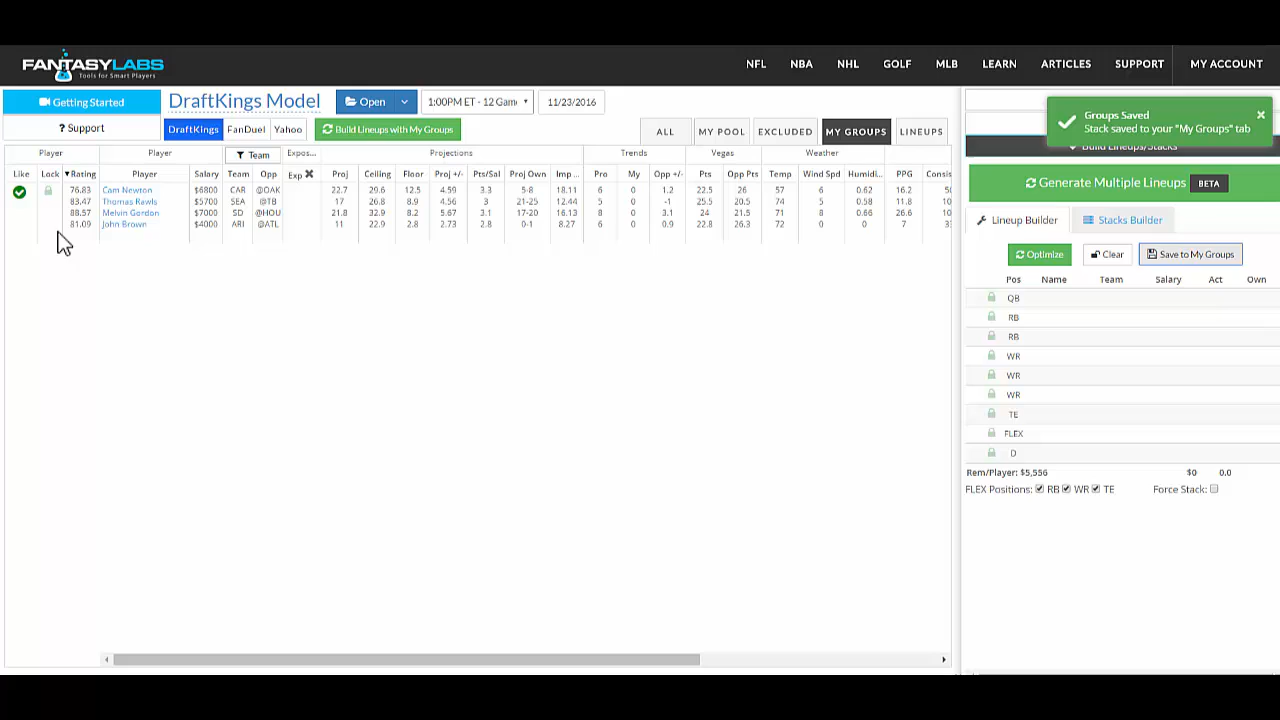 FANTASYLABS
Tools for Smart Players
NFL NBA NHL GOLF MLB LEARN ARTICLES SUPPORT MY ACCOUNT
Getting Started
DraftKings Model
Open
1:00PM ET - 12 Gam
11/23/2016
? Support
DraftKings FanDuel Yahoo
Build Lineups with My Groups
ALL MY POOL EXCLUDED MY GROUPS LINEUPS
Groups Saved
Stack saved to your "My Groups" tab
Build Lineups/Stacks
Player Player Team Expos... Projections Trends Vegas Weather
Like Lock Rating Player Salary Team Opp Exp Proj Ceiling Floor Proj +/- Pts/Sal Proj Own Imp ... Pro My Opp +/- Pts Opp Pts Temp Wind Spd Humidi... PPG Consis
76.83 Cam Newton $6800 CAR @OAK 22.7 29.6 12.5 4.59 3.3 5-8 18.11 6 0 1.2 22.5 26 57 6 0.62 16.2 50
83.47 Thomas Rawls $5700 SEA @TB 17 26.8 8.9 4.56 3 21-25 12.44 5 0 -1 25.5 20.5 74 5 0.58 11.8 10
88.57 Melvin Gordon $7000 SD @HOU 21.8 32.9 8.2 5.67 3.1 17-20 16.13 8 0 3.1 24 21.5 71 8 0.66 26.6 10
81.09 John Brown $4000 ARI @ATL 11 22.9 2.8 2.73 2.8 0-1 8.27 6 0 0.9 22.8 26.3 72 0 0 7
Generate Multiple Lineups BETA
Lineup Builder Stacks Builder
Optimize Clear Save to My Groups
Pos Name Team Salary Act Own
QB
RB
RB
WR
WR
WR
TE
FLEX
D
Rem/Player: $5,556 $0 0.0
FLEX Positions: RB WR TE Force Stack: